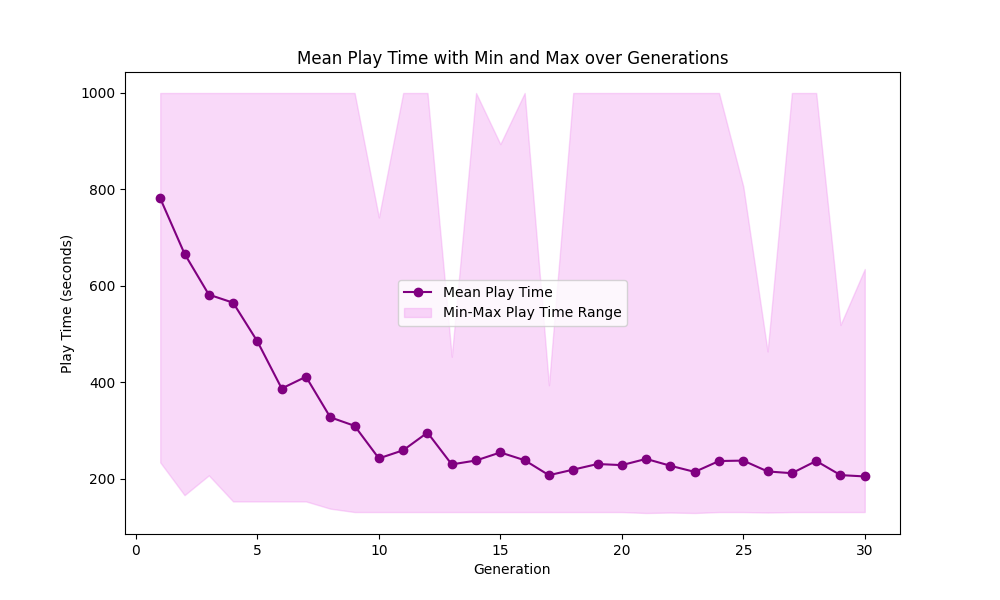 Mean Play Time with Min and Max over Generations
1000
800
600
400
200
Play Time (seconds)
Mean Play Time
Min-Max Play Time Range
0 5 10 15 20 25 30
Generation